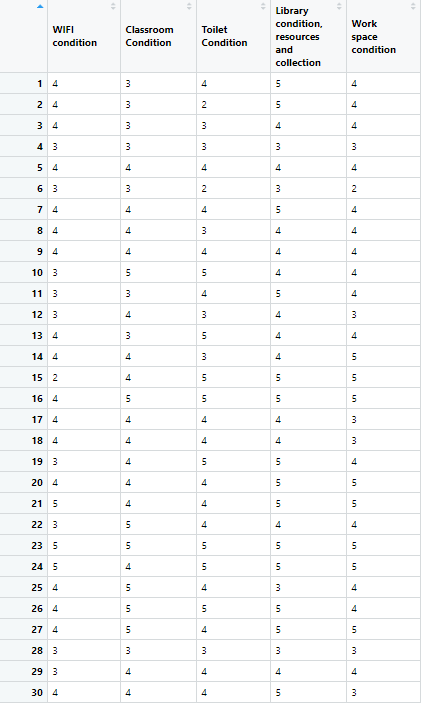 WIFI condition Classroom Condition Toilet Condition Library condition, resources and collection Work space condition
1 4 3 4 5 4
2 4 3 2 5 4
3 4 3 3 4 4
4 3 3 3 3 3
5 4 4 4 4 4
6 3 3 2 3 2
7 4 4 4 5 4
8 4 4 3 4 4
9 4 4 4 4 4
10 3 5 5 4 4
11 3 3 4 5 4
12 3 4 3 4 3
13 4 3 5 4 4
14 4 4 3 4 5
15 2 4 5 5 5
16 4 5 5 5 5
17 4 4 4 4 3
18 4 4 4 4 3
19 3 4 5 5 4
20 4 4 4 5 5
21 5 4 4 5 5
22 3 5 4 4 4
23 5 5 5 5 5
24 5 4 5 5 5
25 4 5 4 3 4
26 4 5 5 5 4
27 4 5 4 5 5
28 3 3 3 3 3
29 3 4 4 4 4
30 4 4 4 5 3